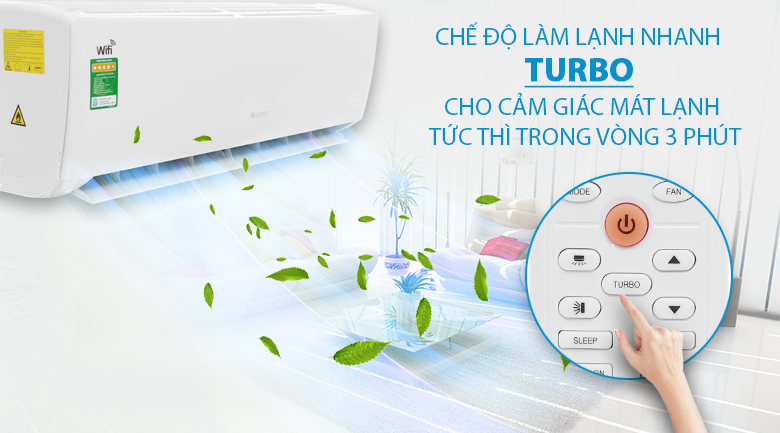 CHẾ ĐỘ LÀM LẠNH NHANH
TURBO
CHO CẢM GIÁC MÁT LẠNH
TỨC THÌ TRONG VÒNG 3 PHÚT
Wifi
MODE
FAN
TURBO
SLEEP